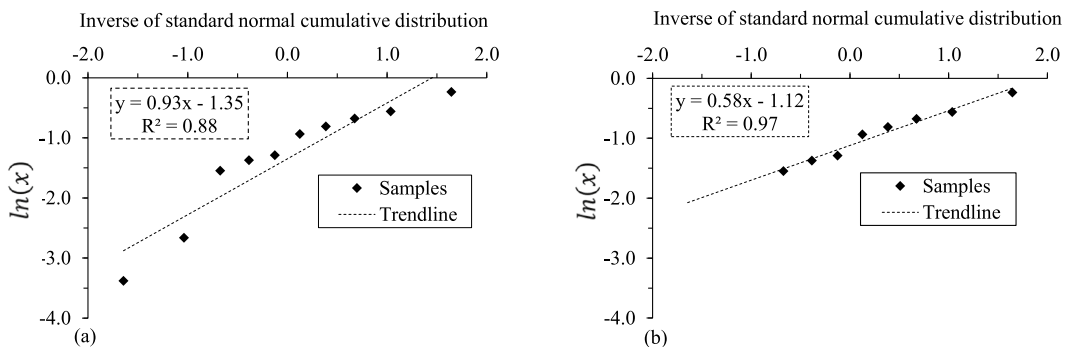 Inverse of standard normal cumulative distribution
-2.0 -1.0 0.0 1.0 2.0
0.0
-1.0
-2.0
-3.0
-4.0
ln(x)
y = 0.93x - 1.35
R² = 0.88
Samples
Trendline
(a)
Inverse of standard normal cumulative distribution
-2.0 -1.0 0.0 1.0 2.0
0.0
-1.0
-2.0
-3.0
-4.0
ln(x)
y = 0.58x - 1.12
R² = 0.97
Samples
Trendline
(b)